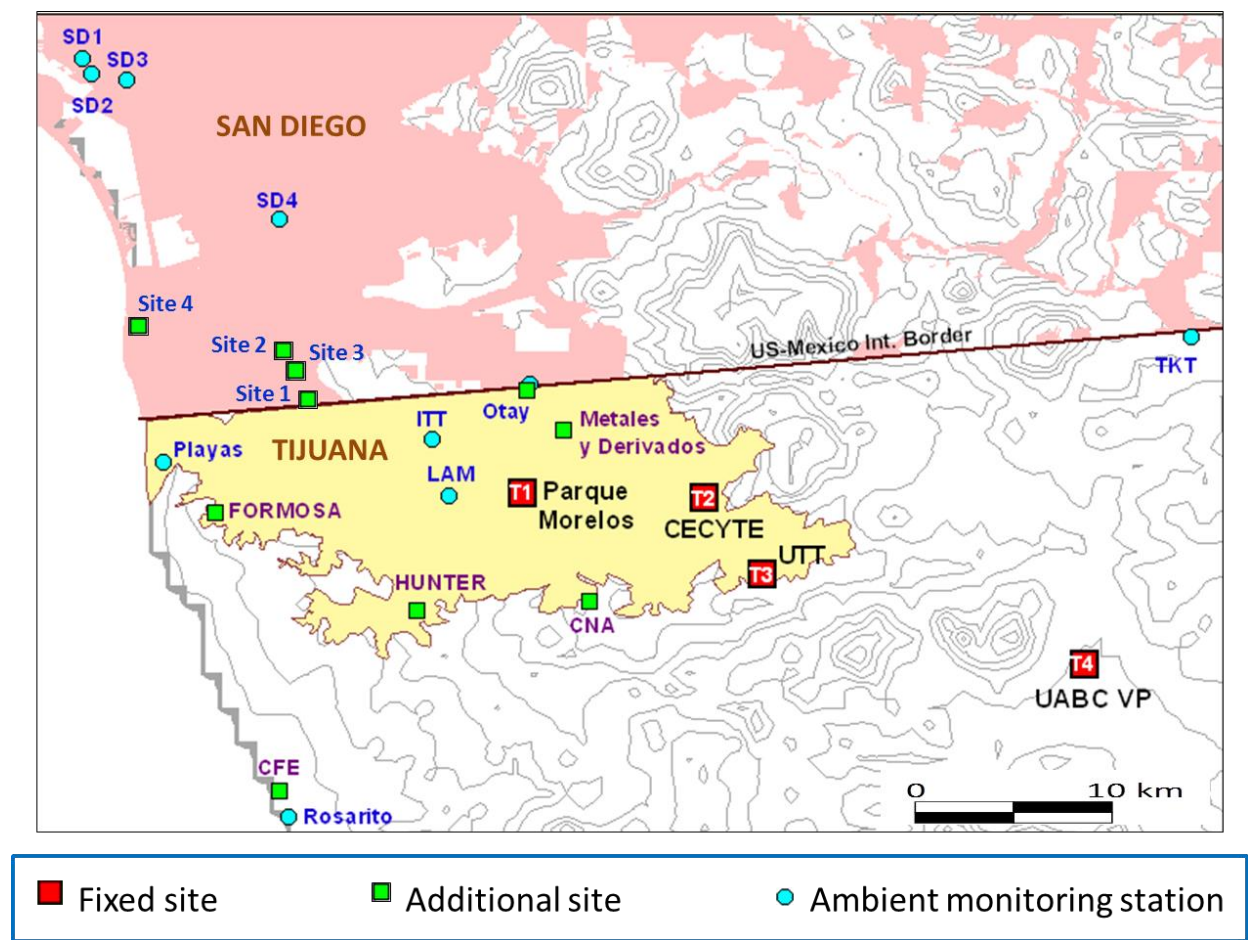 SD1
SD3
SD2
SAN DIEGO
SD4
Site 4
Site 2
Site 3
Site 1
US-Mexico Int. Border
TKT
Otay
ITT
Metales
y Derivados
Playas
TIJUANA
LAM
T1
Parque
Morelos
T2
CECYTE
FORMOSA
UTT
T3
HUNTER
CNA
T4
UABC VP
CFE
Rosarito
0
10 km
Fixed site
Additional site
Ambient monitoring station